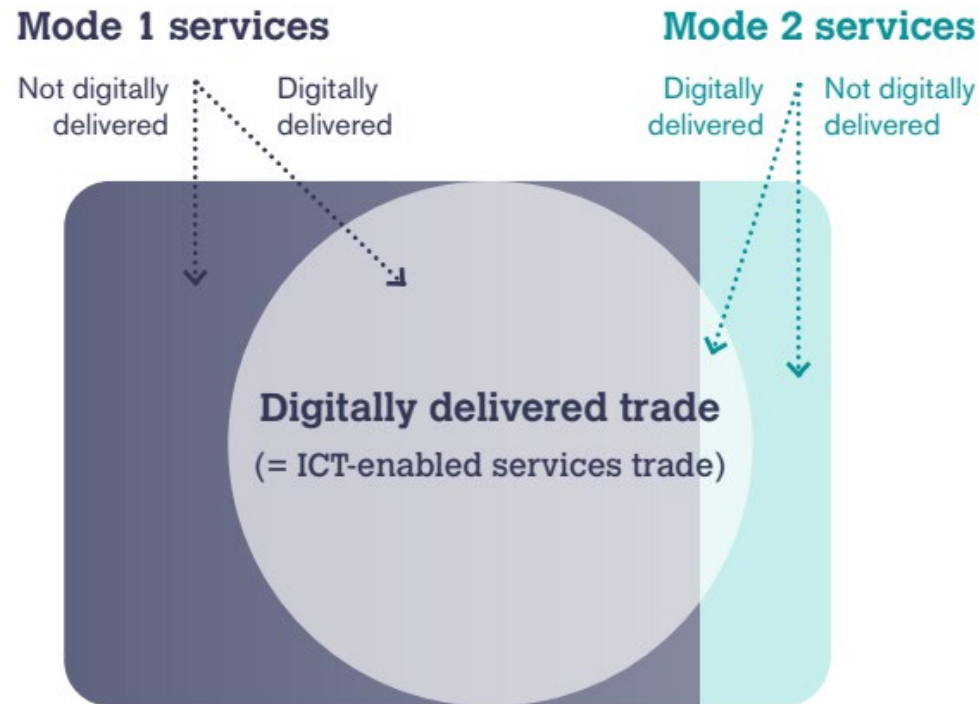 Mode 1 services
Not digitally
delivered
Digitally
delivered
Mode 2 services
Digitally
delivered
Not digitally
delivered
Digitally delivered trade
(= ICT-enabled services trade)